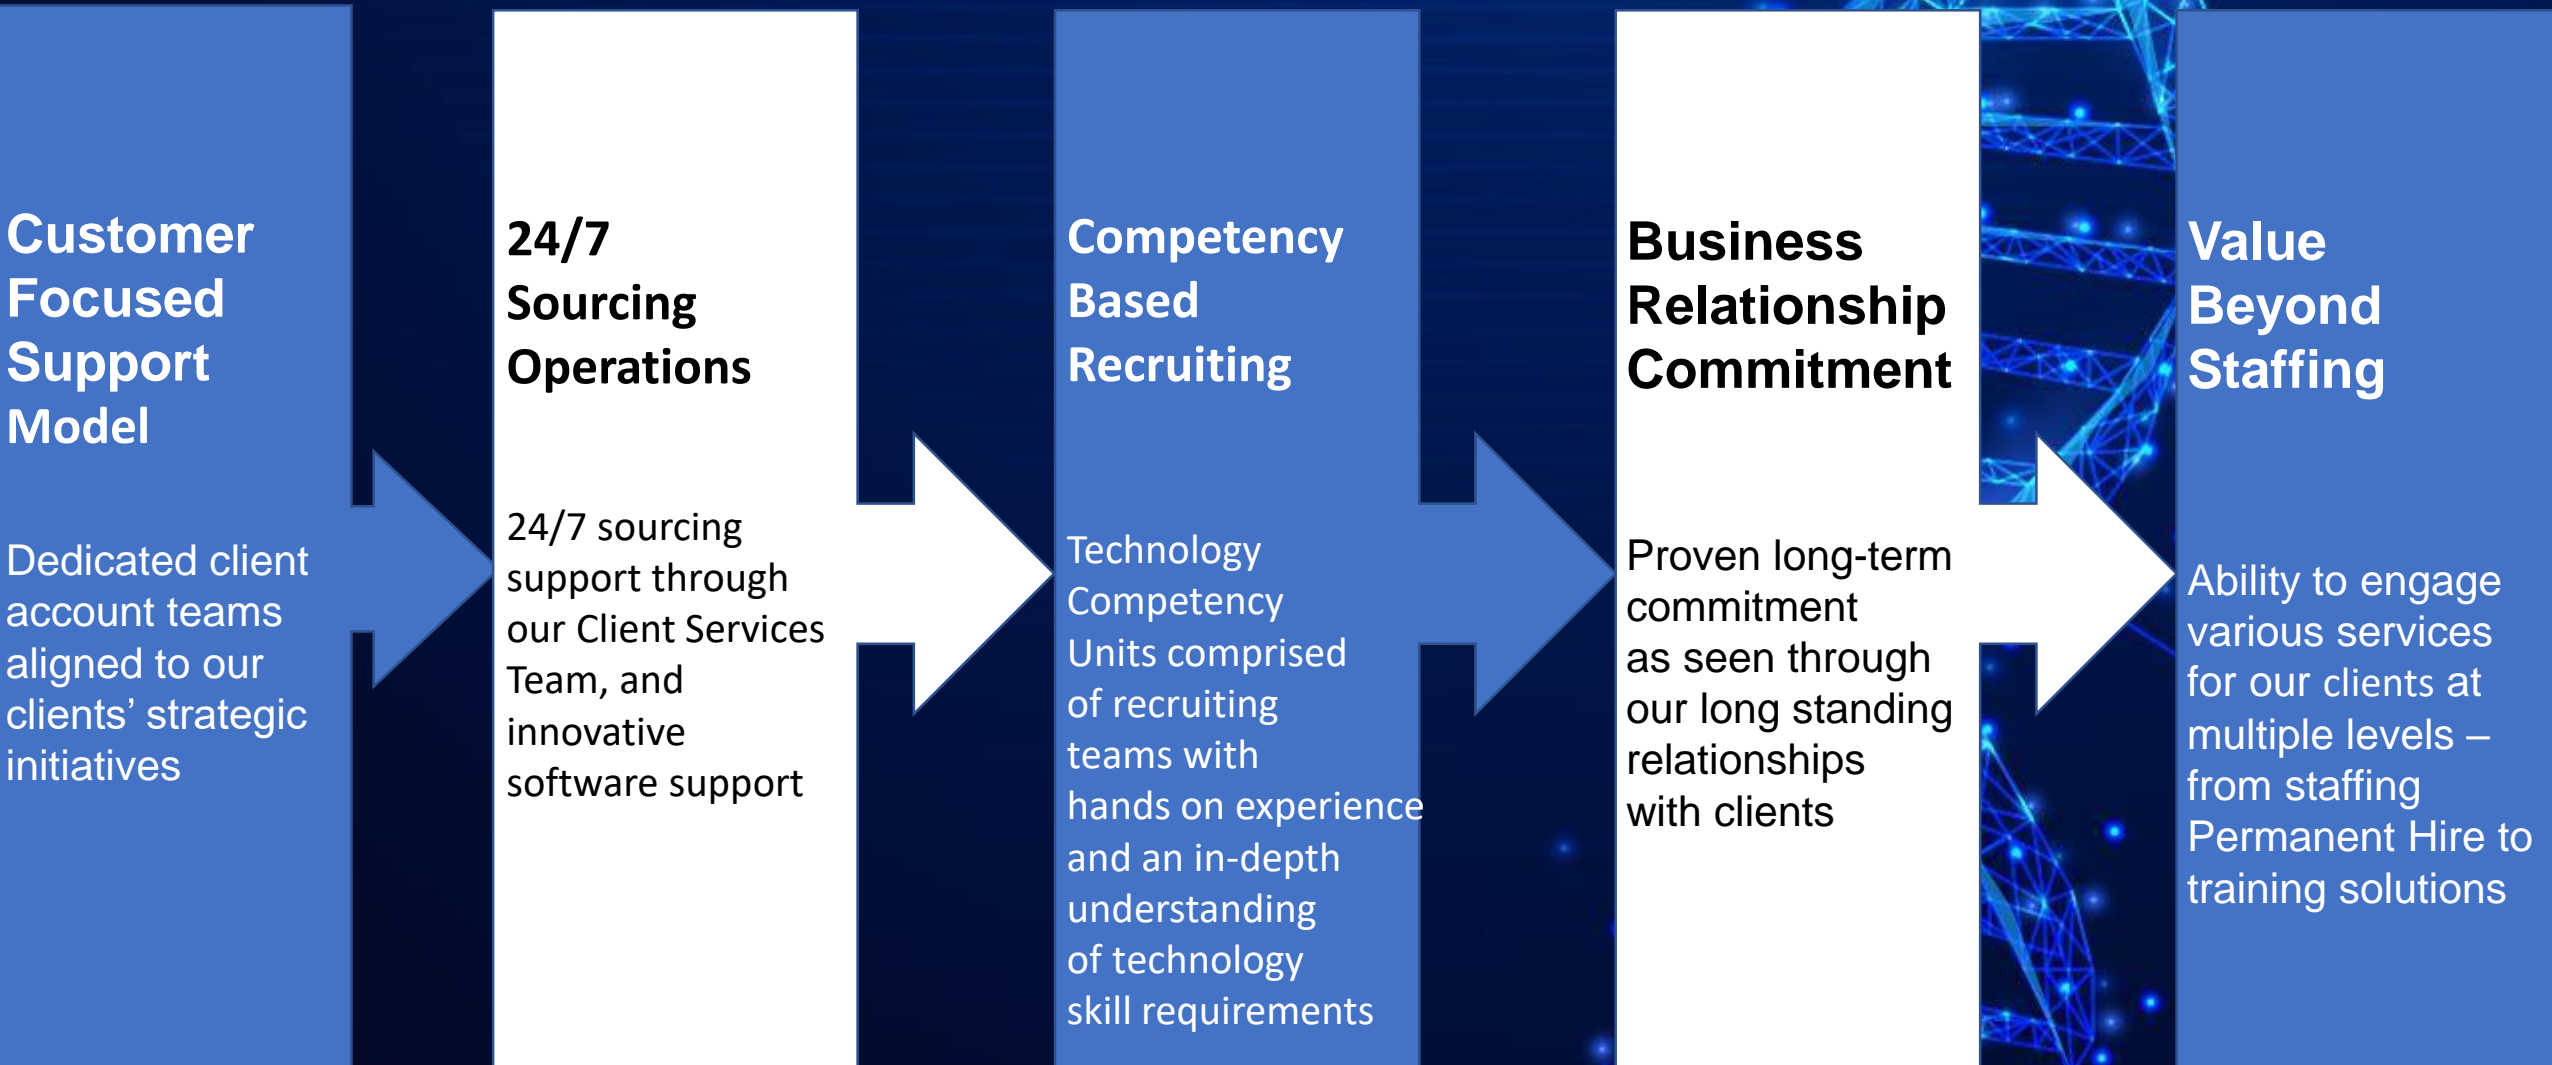 Customer
Focused
Support
Model
Dedicated client
account teams
aligned to our
clients’ strategic
initiatives
24/7
Sourcing
Operations
24/7 sourcing
support through
our Client Services
Team, and
innovative
software support
Competency
Based
Recruiting
Technology
Competency
Units comprised
of recruiting
teams with
hands on experience
and an in-depth
understanding
of technology
skill requirements
Business
Relationship
Commitment
Proven long-term
commitment
as seen through
our long standing
relationships
with clients
Value
Beyond
Staffing
Ability to engage
various services
for our clients at
multiple levels –
from staffing
Permanent Hire to
training solutions